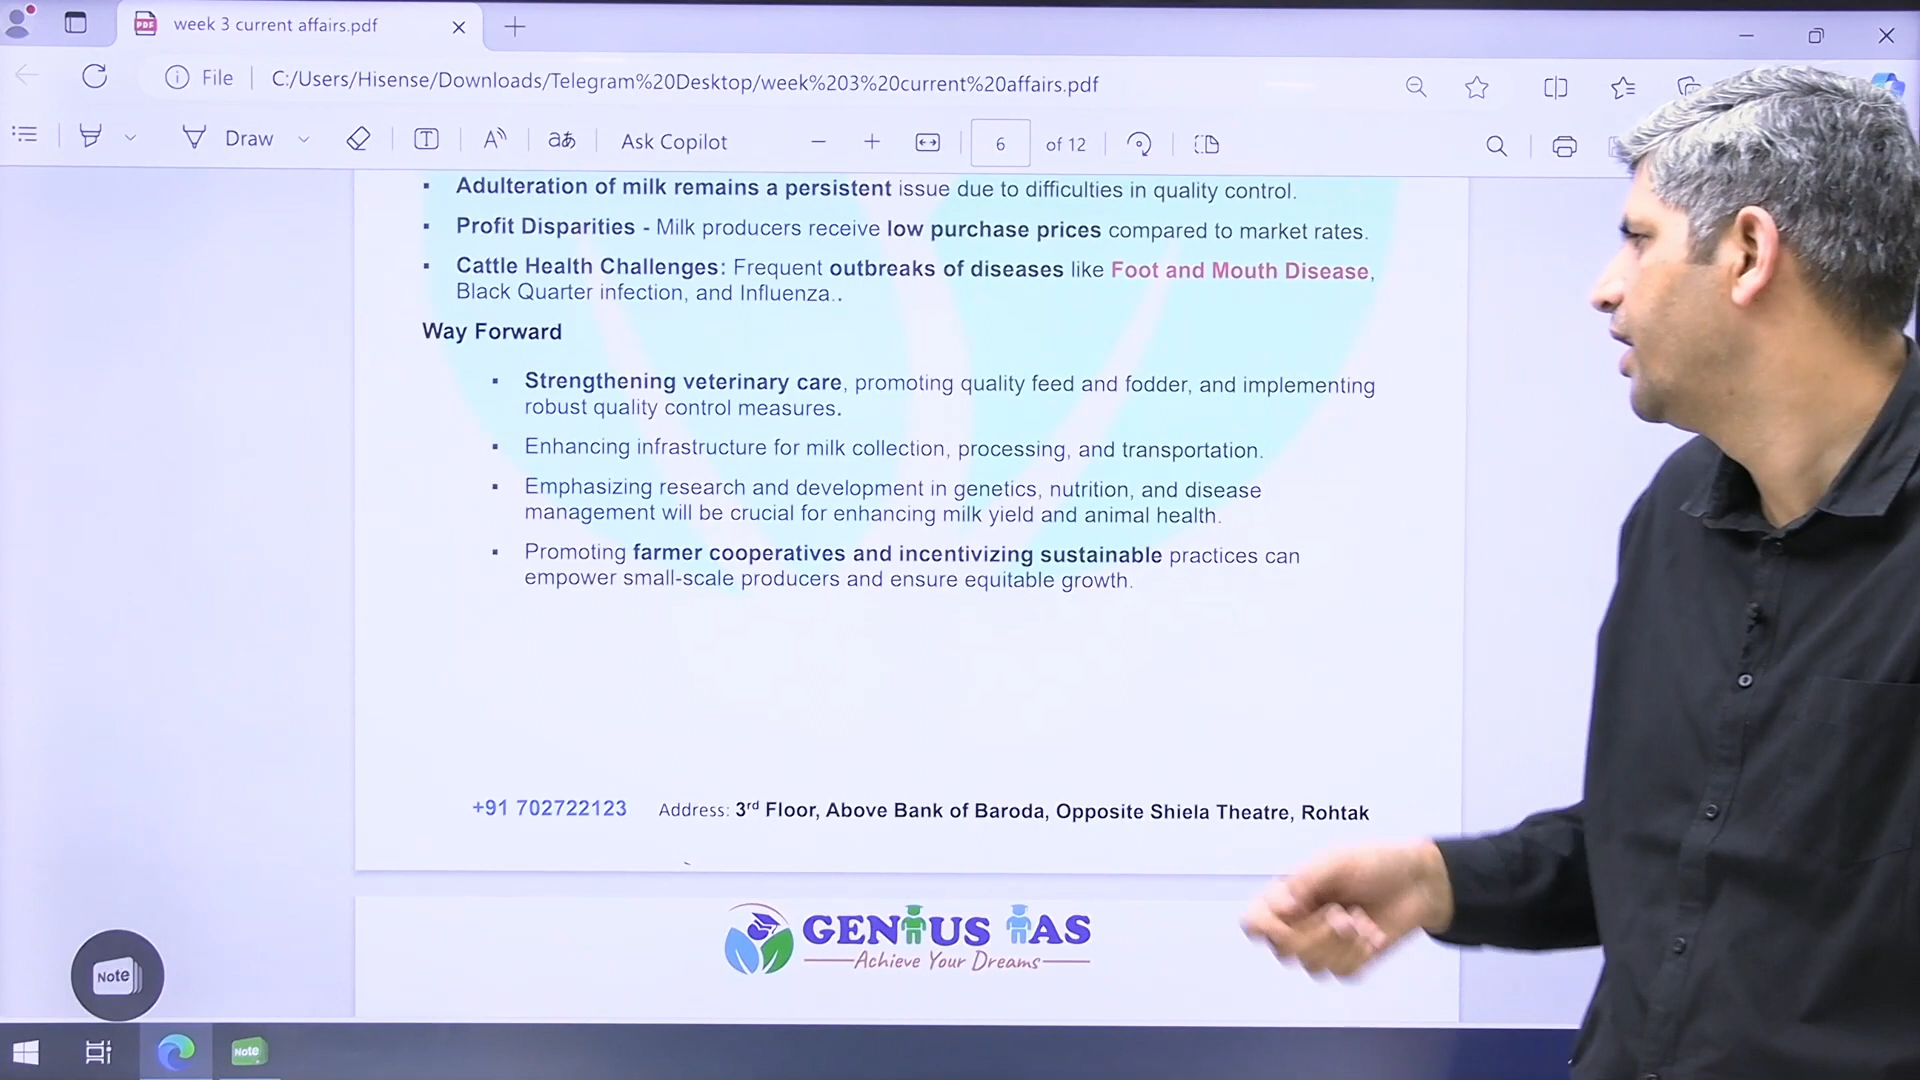 week 3 current affairs.pdf
File
C:/Users/Hisense/Downloads/Telegram%20Desktop/week%203%20current%20affairs.pdf
Draw
T
A
aあ
Ask Copilot
6
of 12
▪ Adulteration of milk remains a persistent issue due to difficulties in quality control.
▪ Profit Disparities - Milk producers receive low purchase prices compared to market rates.
▪ Cattle Health Challenges: Frequent outbreaks of diseases like Foot and Mouth Disease,
Black Quarter infection, and Influenza..
Way Forward
▪ Strengthening veterinary care, promoting quality feed and fodder, and implementing
robust quality control measures.
▪ Enhancing infrastructure for milk collection, processing, and transportation.
▪ Emphasizing research and development in genetics, nutrition, and disease
management will be crucial for enhancing milk yield and animal health.
▪ Promoting farmer cooperatives and incentivizing sustainable practices can
empower small-scale producers and ensure equitable growth.
+91 702722123 Address: 3rd Floor, Above Bank of Baroda, Opposite Shiela Theatre, Rohtak
GENIUS IAS
Achieve Your Dreams
Note
Note